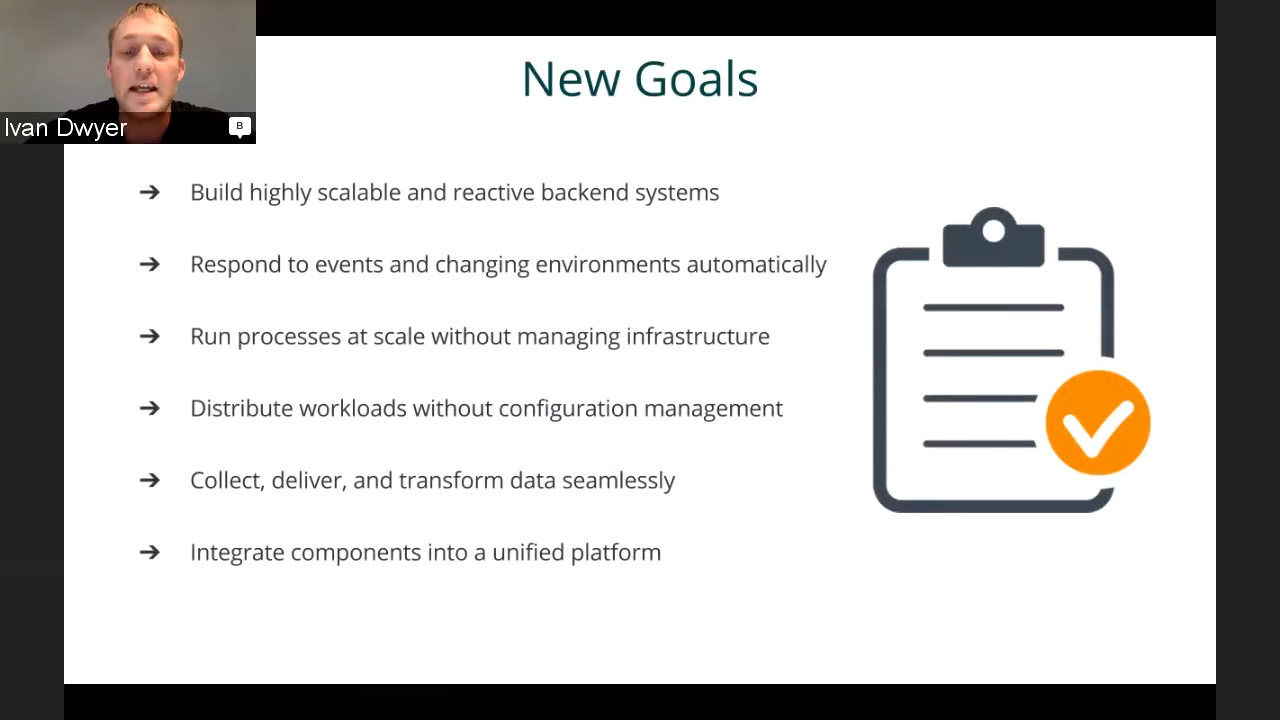 Ivan Dwyer
B
New Goals
➔ Build highly scalable and reactive backend systems
➔ Respond to events and changing environments automatically
➔ Run processes at scale without managing infrastructure
➔ Distribute workloads without configuration management
➔ Collect, deliver, and transform data seamlessly
➔ Integrate components into a unified platform